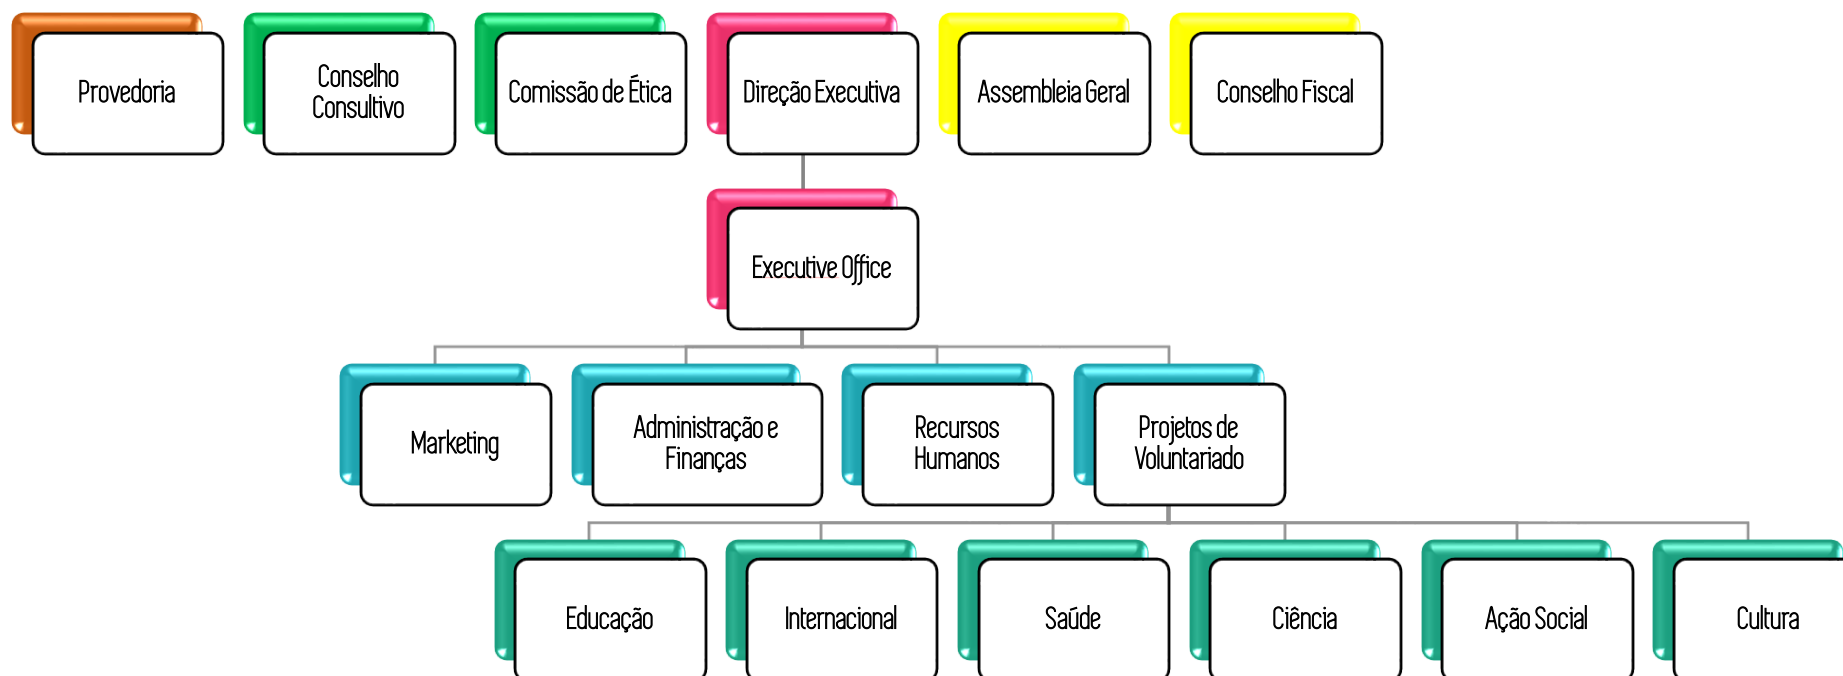 Provedoria
Conselho
Consultivo
Comissão de Ética
Direção Executiva
Assembleia Geral
Conselho Fiscal
Executive Office
Marketing
Administração e
Finanças
Recursos
Humanos
Projetos de
Voluntariado
Educação
Internacional
Saúde
Ciência
Ação Social
Cultura